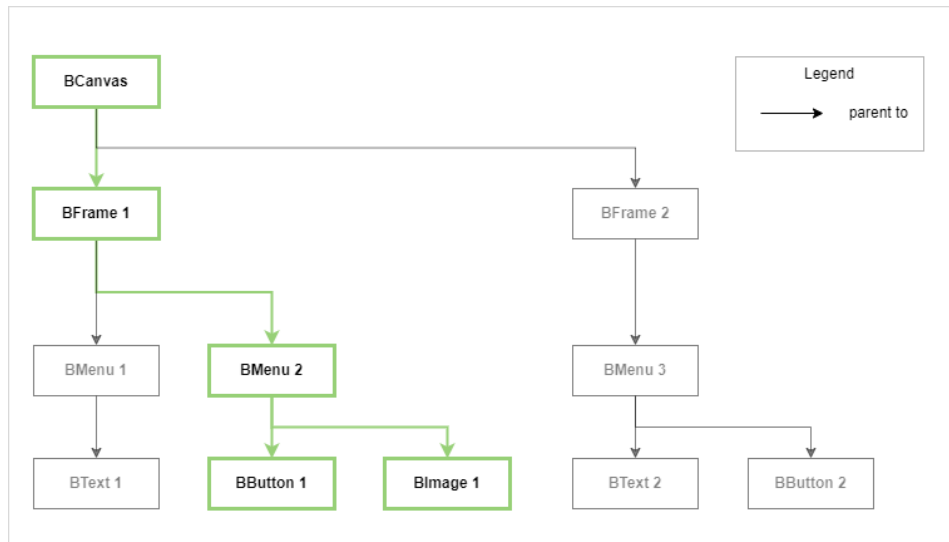 BCanvas
Legend
parent to
BFrame 1
BFrame 2
BMenu 1
BMenu 2
BMenu 3
BText 1
BButton 1
BImage 1
BText 2
BButton 2